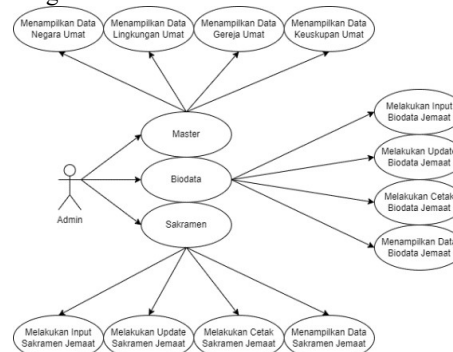 Menampilkan Data
Negara Umat
Menampilkan Data
Lingkungan Umat
Menampilkan Data
Gereja Umat
Menampilkan Data
Keuskupan Umat
Master
Biodata
Sakramen
Admin
Melakukan Input
Biodata Jemaat
Melakukan Update
Biodata Jemaat
Melakukan Cetak
Biodata Jemaat
Menampilkan Data
Biodata Jemaat
Melakukan Input
Sakramen Jemaat
Melakukan Update
Sakramen Jemaat
Melakukan Cetak
Sakramen Jemaat
Menampilkan Data
Sakramen Jemaat